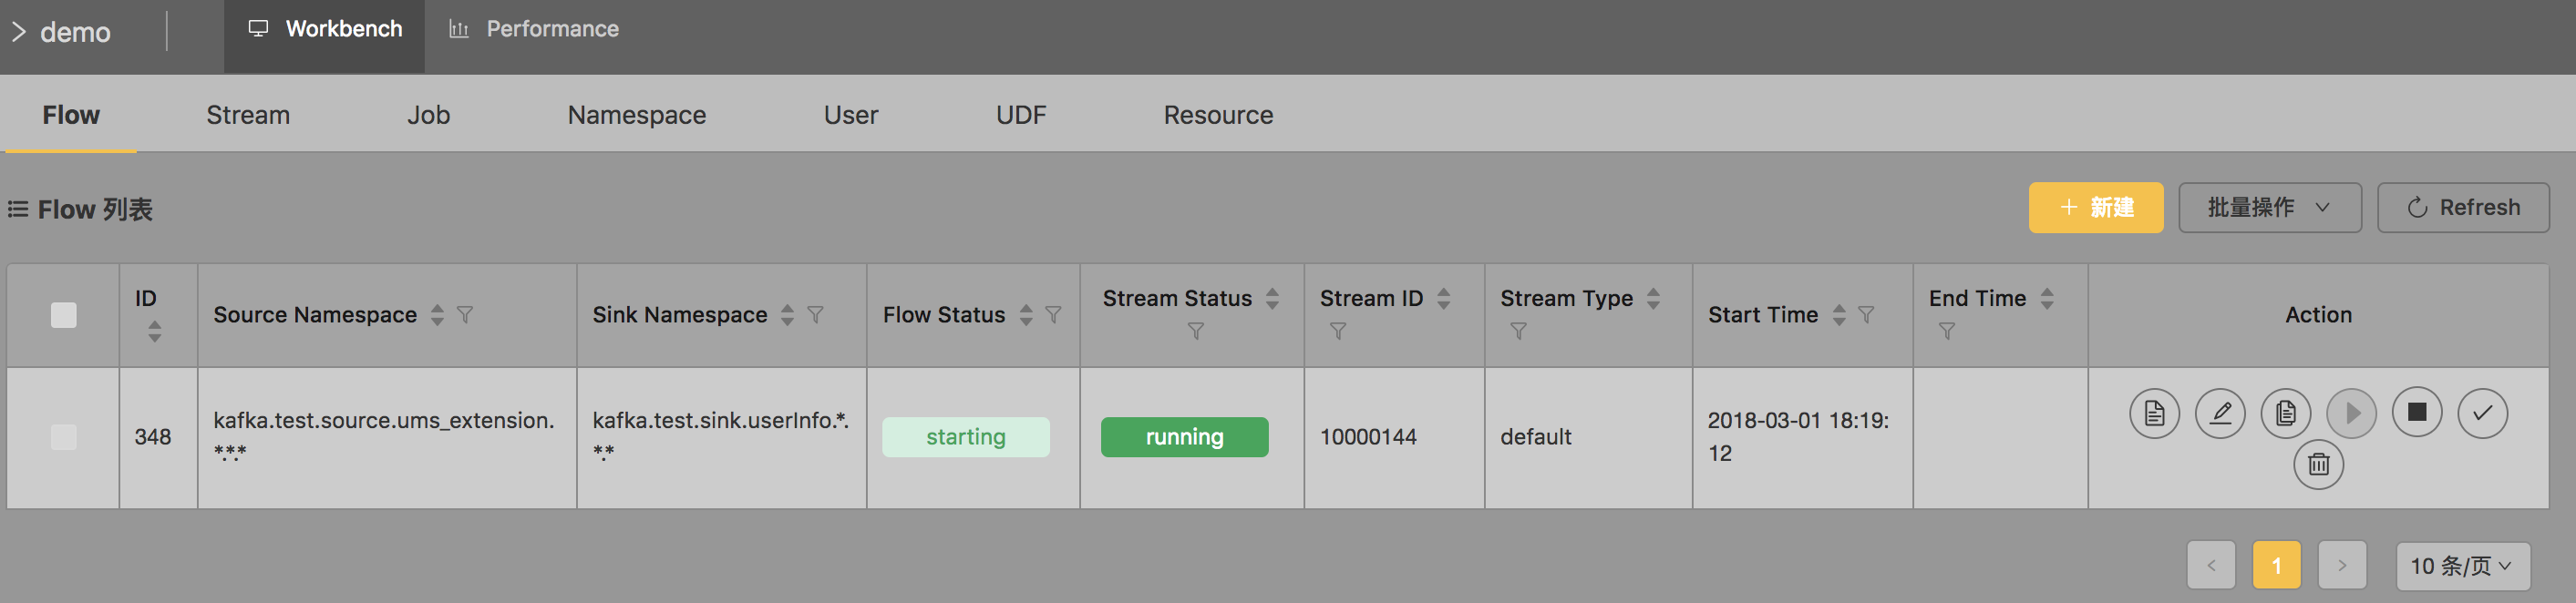 demo
Workbench
Performance
Flow
Stream
Job
Namespace
User
UDF
Resource
Flow 列表
新建
批量操作
Refresh
ID
Source Namespace
Sink Namespace
Flow Status
Stream Status
Stream ID
Stream Type
Start Time
End Time
Action
348
kafka.test.source.ums_extension.
*.*.*
kafka.test.sink.userInfo.*.
*.*
starting
running
10000144
default
2018-03-01 18:19:
12
1
10 条/页